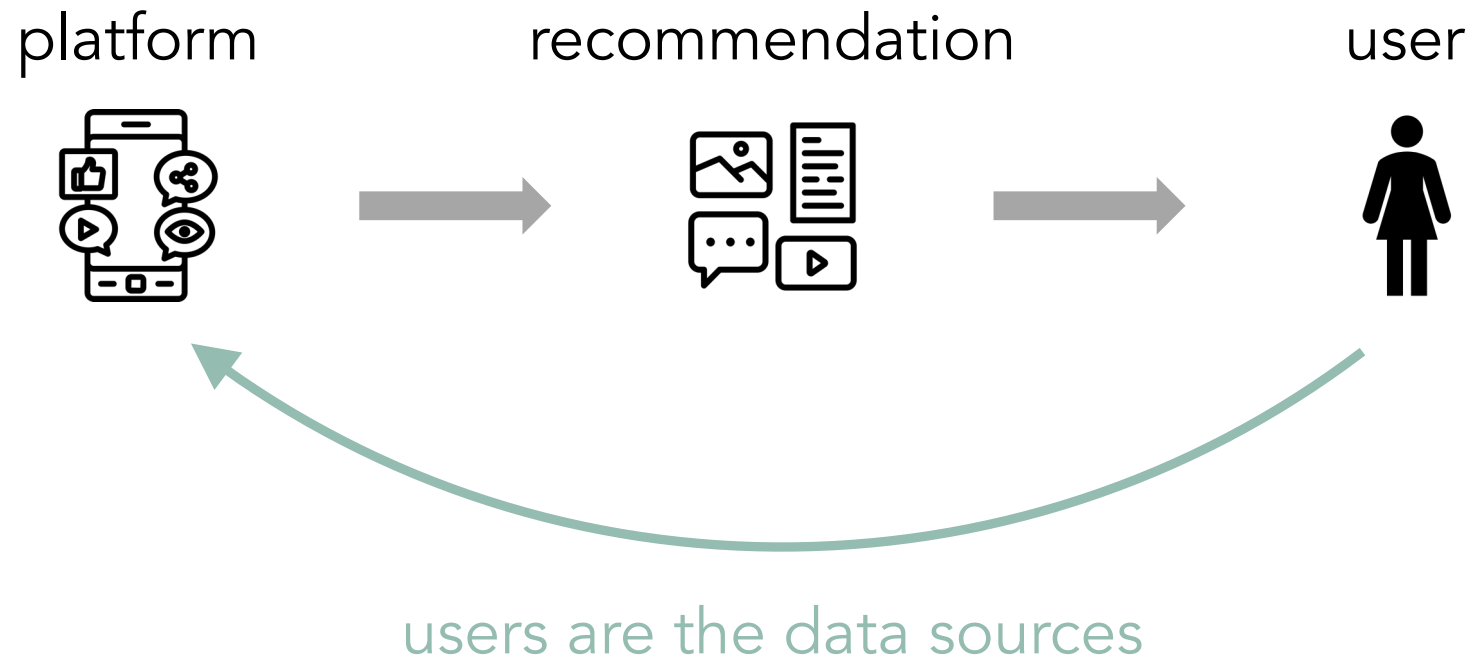 platform
recommendation
user
users are the data sources